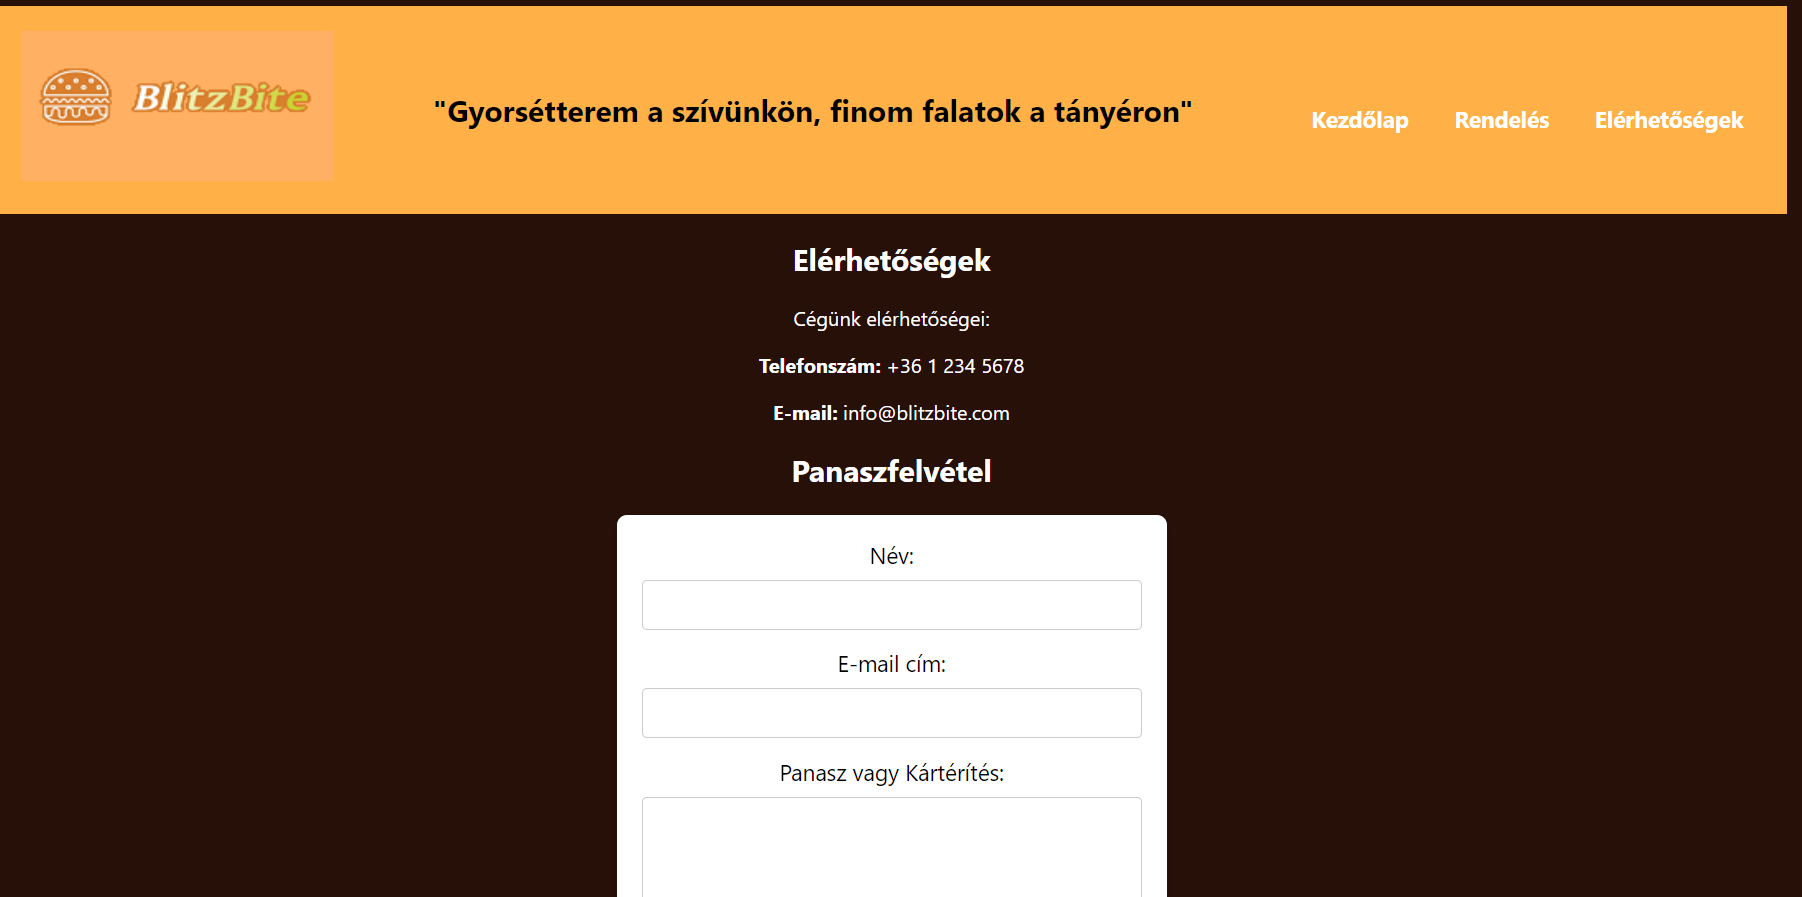 BlitzBite
"Gyorsétterem a szívünkön, finom falatok a tányéron"
Kezdőlap Rendelés Elérhetőségek
Elérhetőségek
Cégünk elérhetőségei:
Telefonszám: +36 1 234 5678
E-mail: info@blitzbite.com
Panaszfelvétel
Név:
E-mail cím:
Panasz vagy Kártérítés: